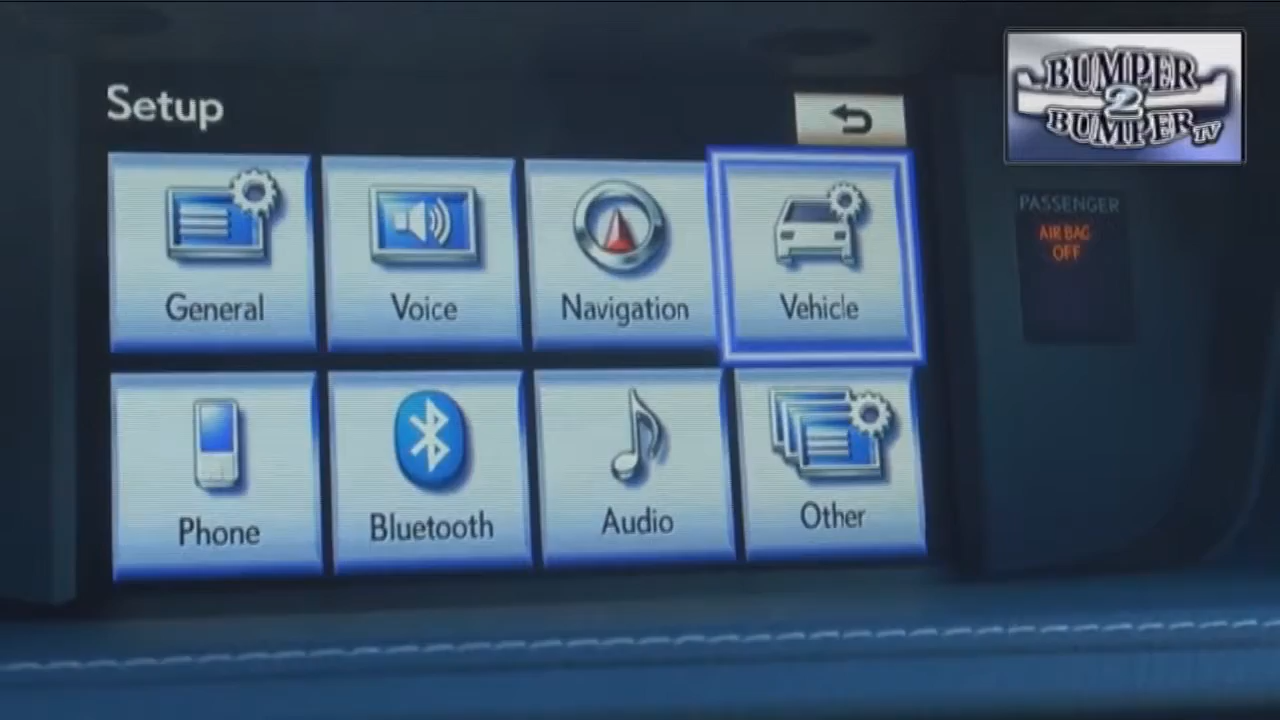 Setup
BUMPER
2
BUMPER TV
PASSENGER
AIR BAG
OFF
General
Voice
Navigation
Vehicle
Phone
Bluetooth
Audio
Other